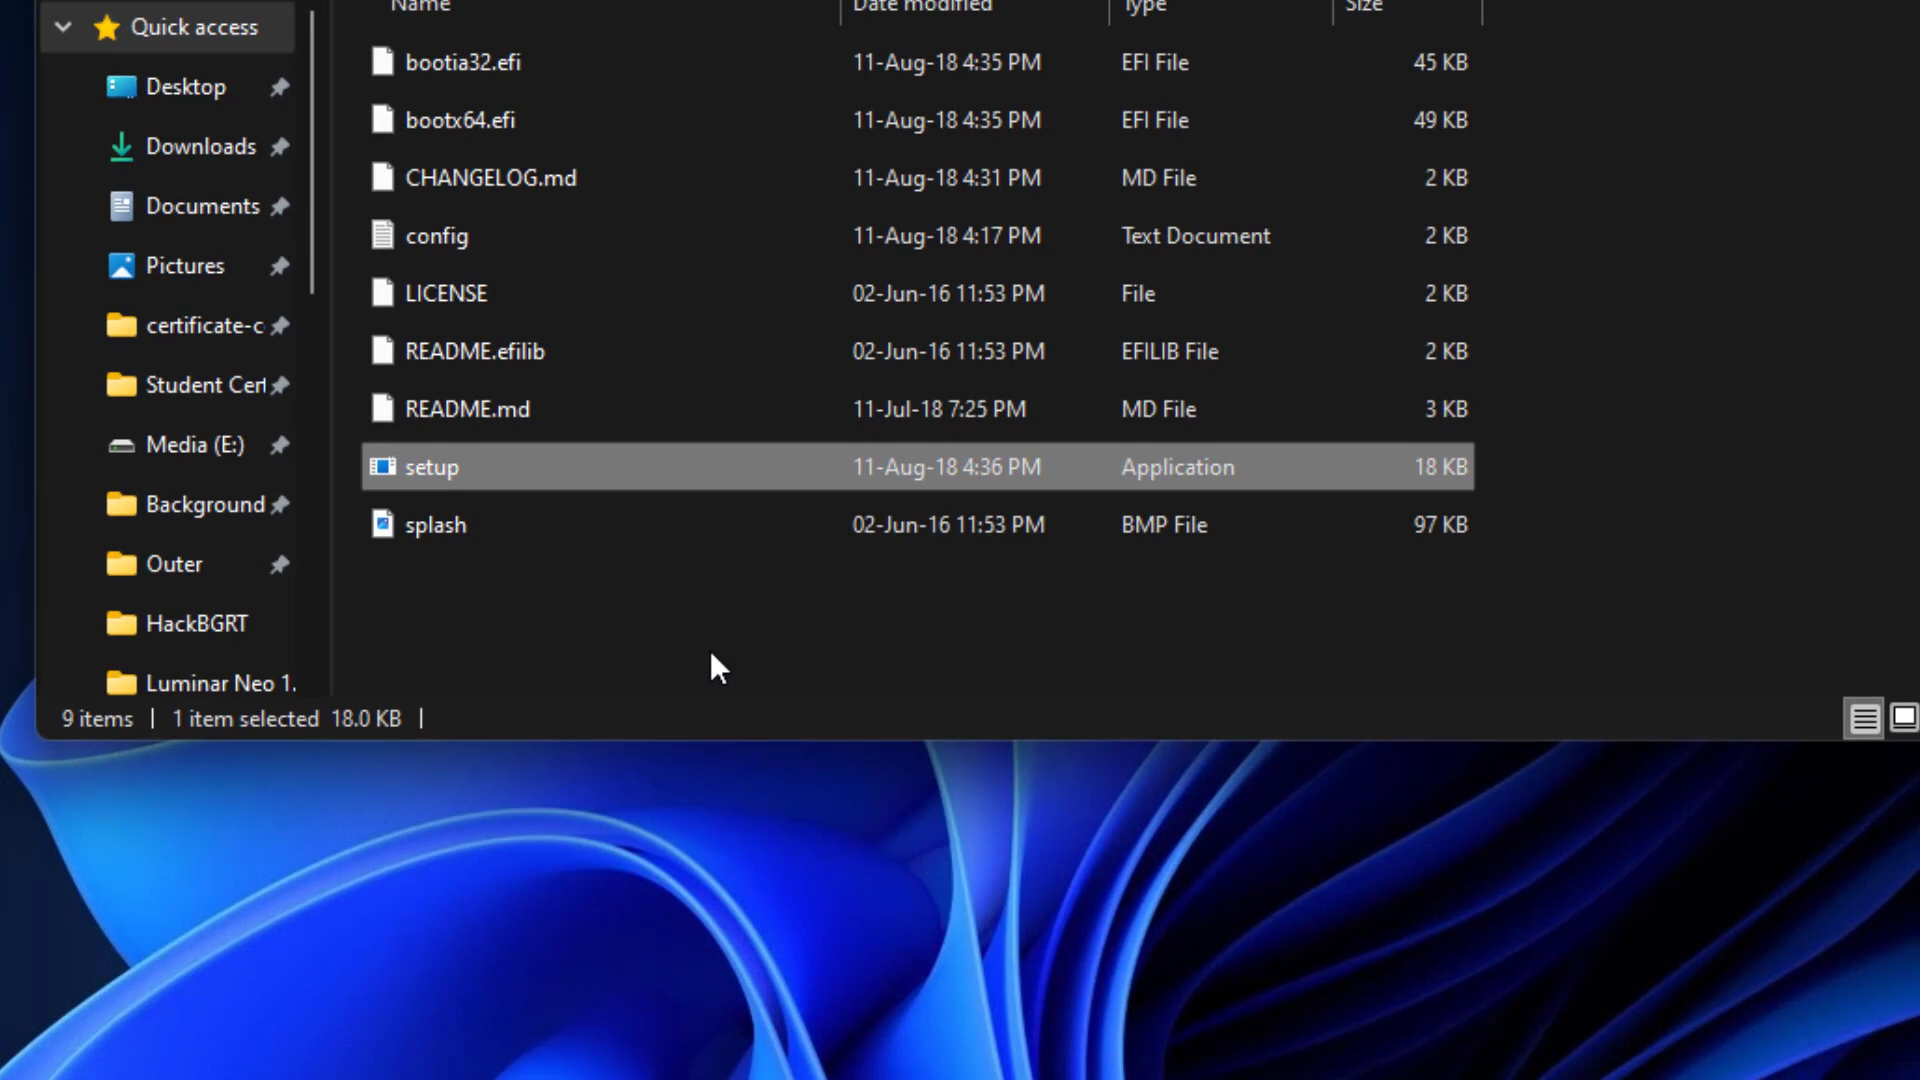 Name Date modified Type Size
Quick access
Desktop
Downloads
Documents
Pictures
certificate-c
Student Cert
Media (E:)
Background
Outer
HackBGRT
Luminar Neo 1.
bootia32.efi 11-Aug-18 4:35 PM EFI File 45 KB
bootx64.efi 11-Aug-18 4:35 PM EFI File 49 KB
CHANGELOG.md 11-Aug-18 4:31 PM MD File 2 KB
config 11-Aug-18 4:17 PM Text Document 2 KB
LICENSE 02-Jun-16 11:53 PM File 2 KB
README.efilib 02-Jun-16 11:53 PM EFILIB File 2 KB
README.md 11-Jul-18 7:25 PM MD File 3 KB
setup 11-Aug-18 4:36 PM Application 18 KB
splash 02-Jun-16 11:53 PM BMP File 97 KB
9 items 1 item selected 18.0 KB